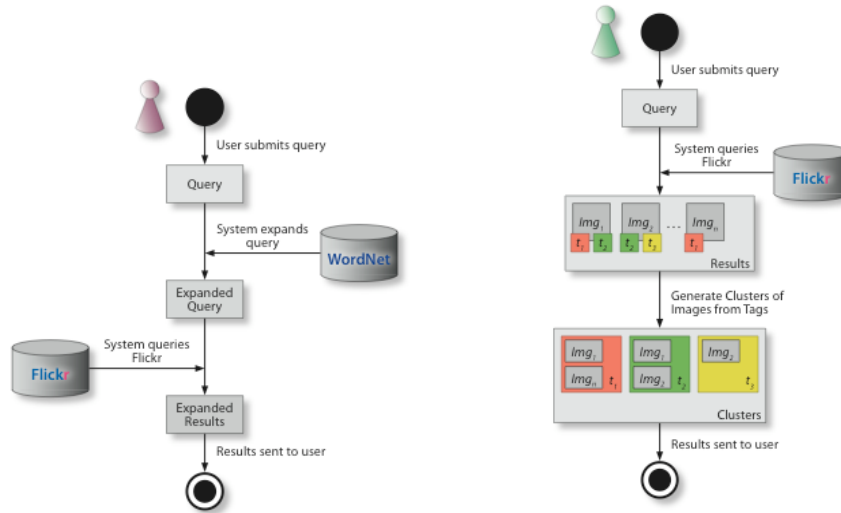 User submits query
Query
System expands
query
WordNet
Expanded
Query
System queries
Flickr
Flickr
Expanded
Results
Results sent to user
User submits query
Query
System queries
Flickr
Flickr
Img1 Img2 ... Imgn
t1 t2 t2 t3 t1
Results
Generate Clusters of
Images from Tags
Img1 Img1 Img2
Imgn t1 Img2 t2 t3
Clusters
Results sent to user